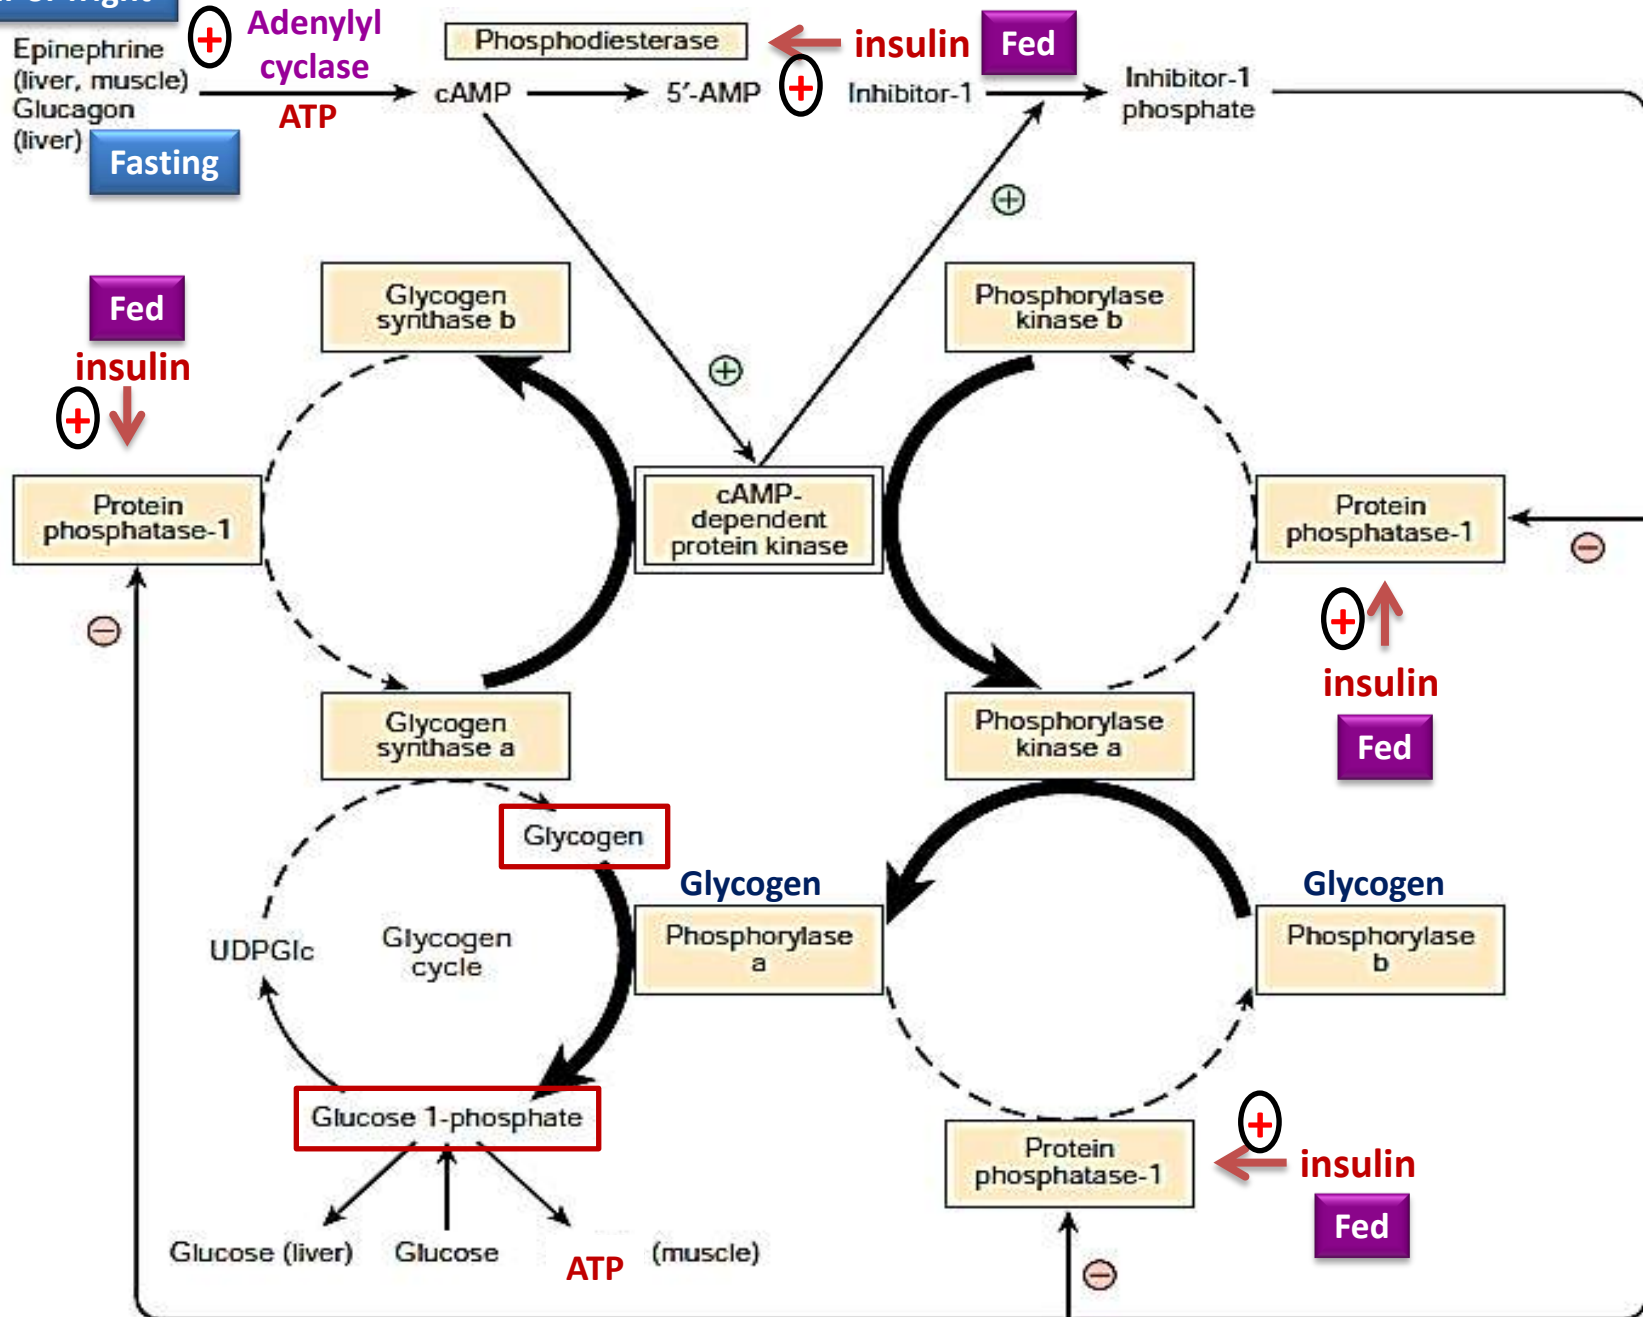 Adenylyl
cyclase
Phosphodiesterase
insulin
Fed
Epinephrine
(liver, muscle)
Glucagon
(liver)
ATP
cAMP
5′-AMP
Inhibitor-1
Inhibitor-1
phosphate
+
+
Fasting
+
Fed
insulin
+
Glycogen
synthase b
+
Phosphorylase
kinase b
Protein
phosphatase-1
cAMP-
dependent
protein kinase
Protein
phosphatase-1
−
−
+
insulin
Fed
Glycogen
synthase a
Phosphorylase
kinase a
Glycogen
Glycogen
Phosphorylase
a
Glycogen
Phosphorylase
b
UDPGlc
Glycogen
cycle
Glucose 1-phosphate
Protein
phosphatase-1
+
insulin
Fed
−
Glucose (liver)
Glucose
ATP
(muscle)